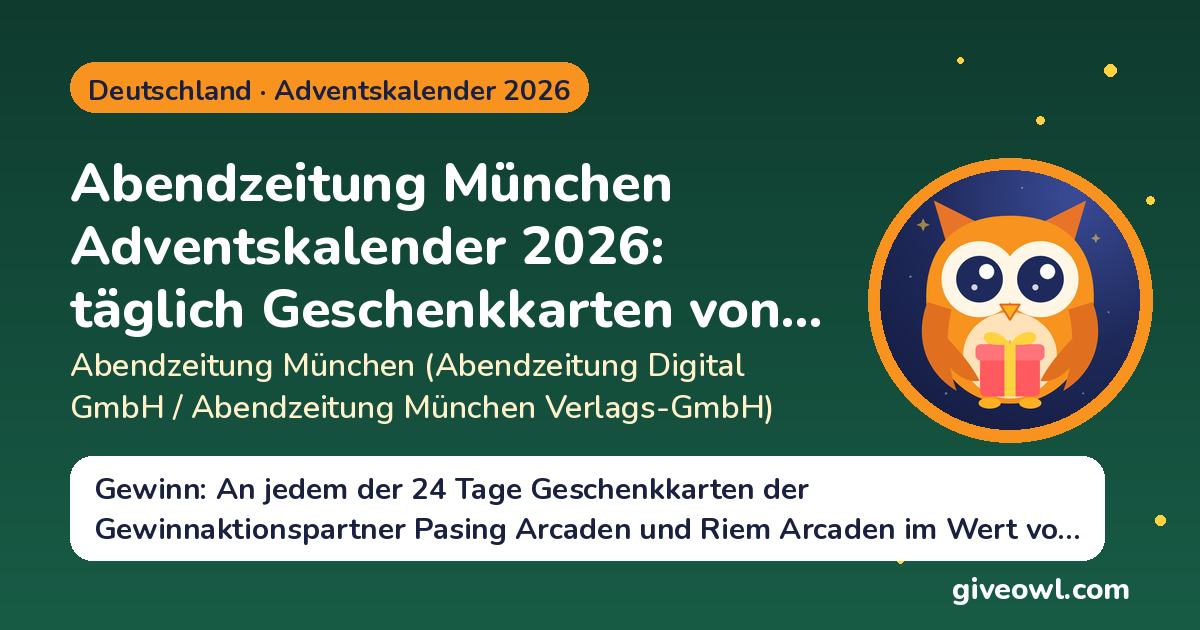 Deutschland · Adventskalender 2026
Abendzeitung München
Adventskalender 2026:
täglich Geschenkkarten von...
Abendzeitung München (Abendzeitung Digital
GmbH / Abendzeitung München Verlags-GmbH)
Gewinn: An jedem der 24 Tage Geschenkkarten der
Gewinnaktionspartner Pasing Arcaden und Riem Arcaden im Wert vo...
giveowl.com